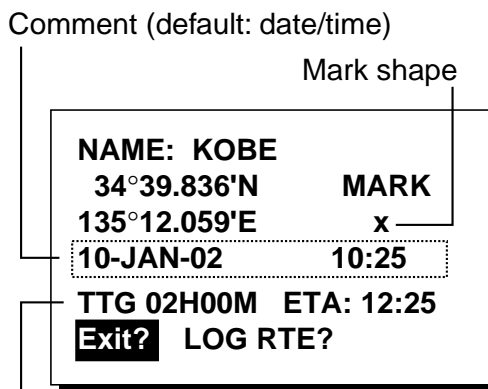 Comment (default: date/time)
Mark shape
NAME: KOBE
34°39.836'N MARK
135°12.059'E x
10-JAN-02 10:25
TTG 02H00M ETA: 12:25
Exit? LOG RTE?